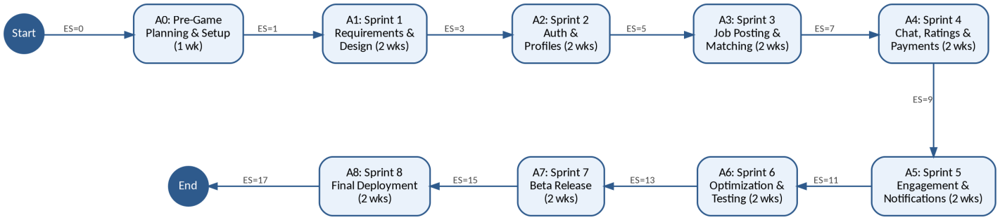 Start
ES=0
A0: Pre-Game
Planning & Setup
(1 wk)
ES=1
A1: Sprint 1
Requirements &
Design (2 wks)
ES=3
A2: Sprint 2
Auth &
Profiles (2 wks)
ES=5
A3: Sprint 3
Job Posting &
Matching (2 wks)
ES=7
A4: Sprint 4
Chat, Ratings &
Payments (2 wks)
ES=9
A5: Sprint 5
Engagement &
Notifications (2 wks)
ES=11
A6: Sprint 6
Optimization &
Testing (2 wks)
ES=13
A7: Sprint 7
Beta Release
(2 wks)
ES=15
A8: Sprint 8
Final Deployment
(2 wks)
ES=17
End